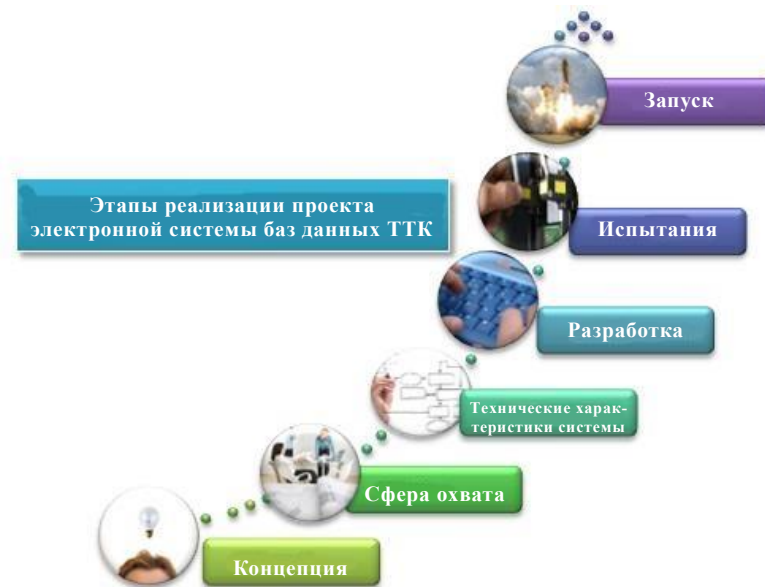 Запуск
Этапы реализации проекта
электронной системы баз данных ТТК
Испытания
Разработка
Технические харак-
теристики системы
Сфера охвата
Концепция